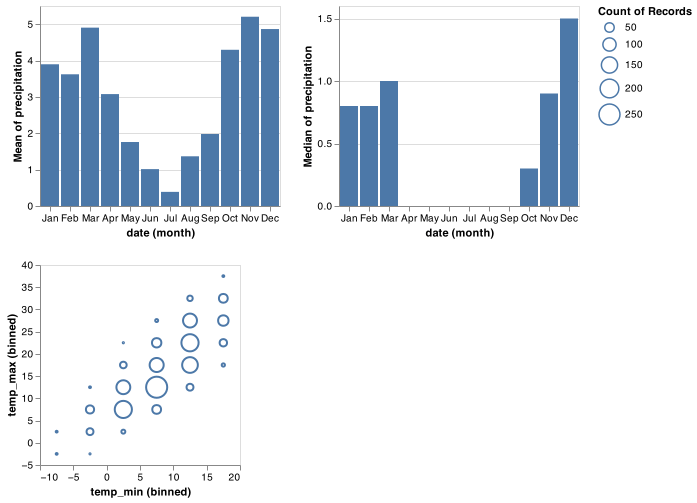 5
4
3
2
1
0
Mean of precipitation
Jan Feb Mar Apr May Jun Jul Aug Sep Oct Nov Dec
date (month)
1.5
1.0
0.5
0.0
Median of precipitation
Jan Feb Mar Apr May Jun Jul Aug Sep Oct Nov Dec
date (month)
Count of Records
50
100
150
200
250
40
35
30
25
20
15
10
5
0
−5
temp_max (binned)
−10 −5 0 5 10 15 20
temp_min (binned)